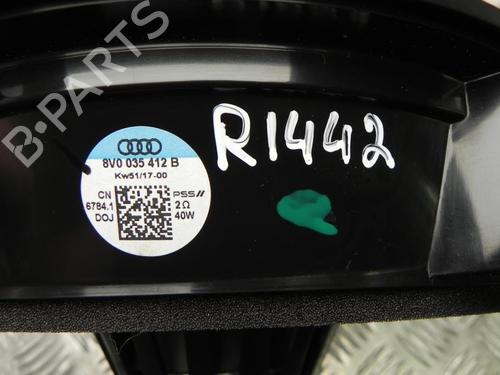 R1442
8V0 035 412 B
Kw51/17-00
CN
6784.1
DOJ
PSS//
2Ω
40W
B-PARTS